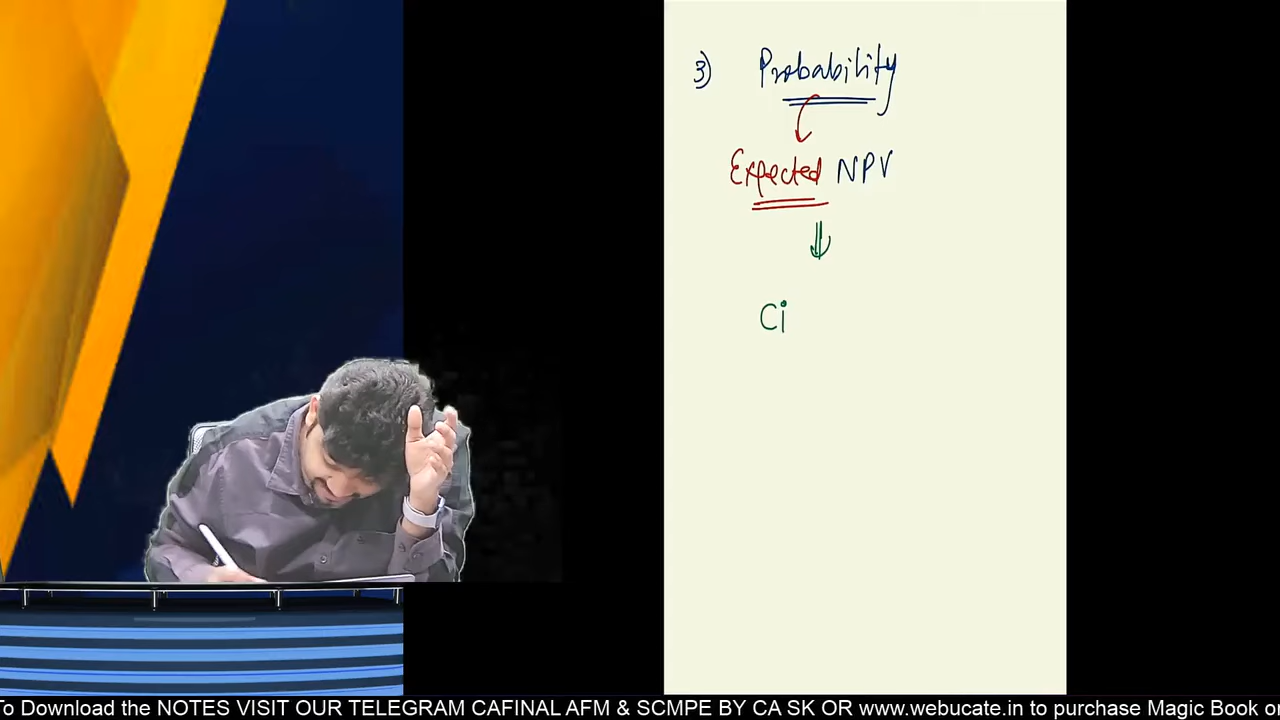 3) Probability
Expected NPV
Ci
To Download the NOTES VISIT OUR TELEGRAM CAFINAL AFM & SCMPE BY CA SK OR www.webucate.in to purchase Magic Book o